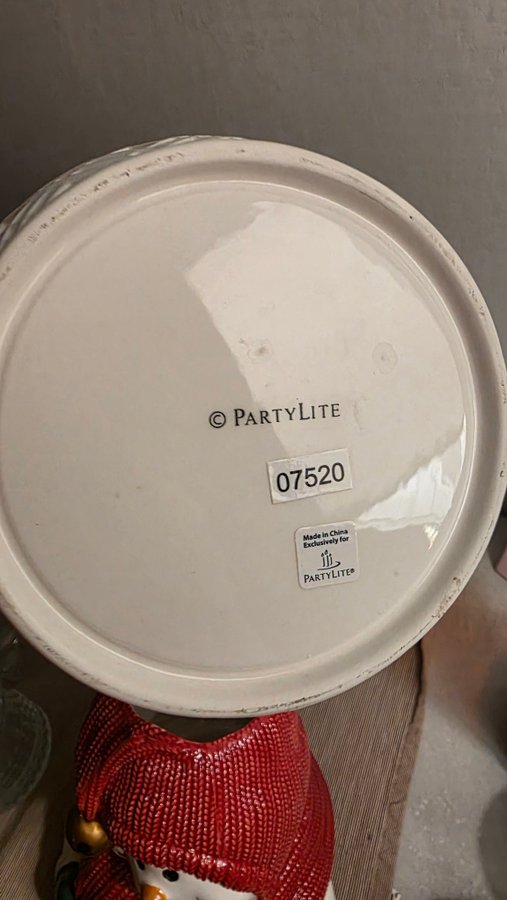 © PARTYLITE
07520
Made in China
Exclusively for
PARTYLITE®